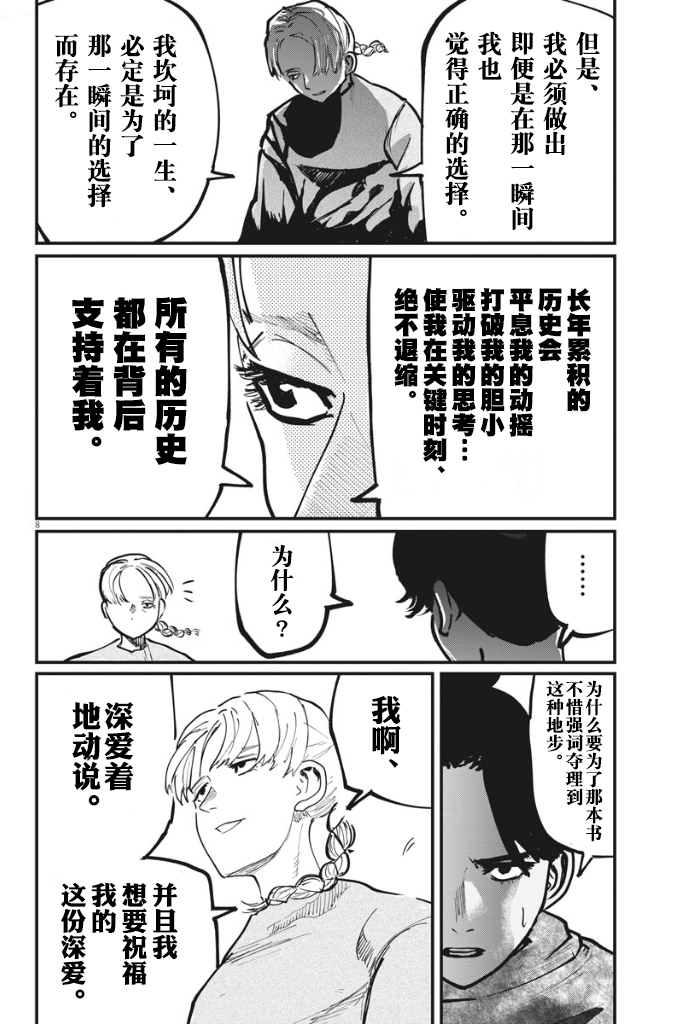 但是、
我必须做出
即便是在那一瞬间
我也
觉得正确的选择。
我坎坷的一生、
必定是为了
那一瞬间的选择
而存在。
长年累积的
历史会
平息我的动摇
打破我的胆小
驱动我的思考…
使我在关键时刻、
绝不退缩。
所有的历史
都在背后
支持着我。
8
……
为什么?
为什么要为了那本书
不惜强词夺理到
这种地步。
我啊、
深爱着
地动说。
并且我
想要祝福
我的
这份深爱。